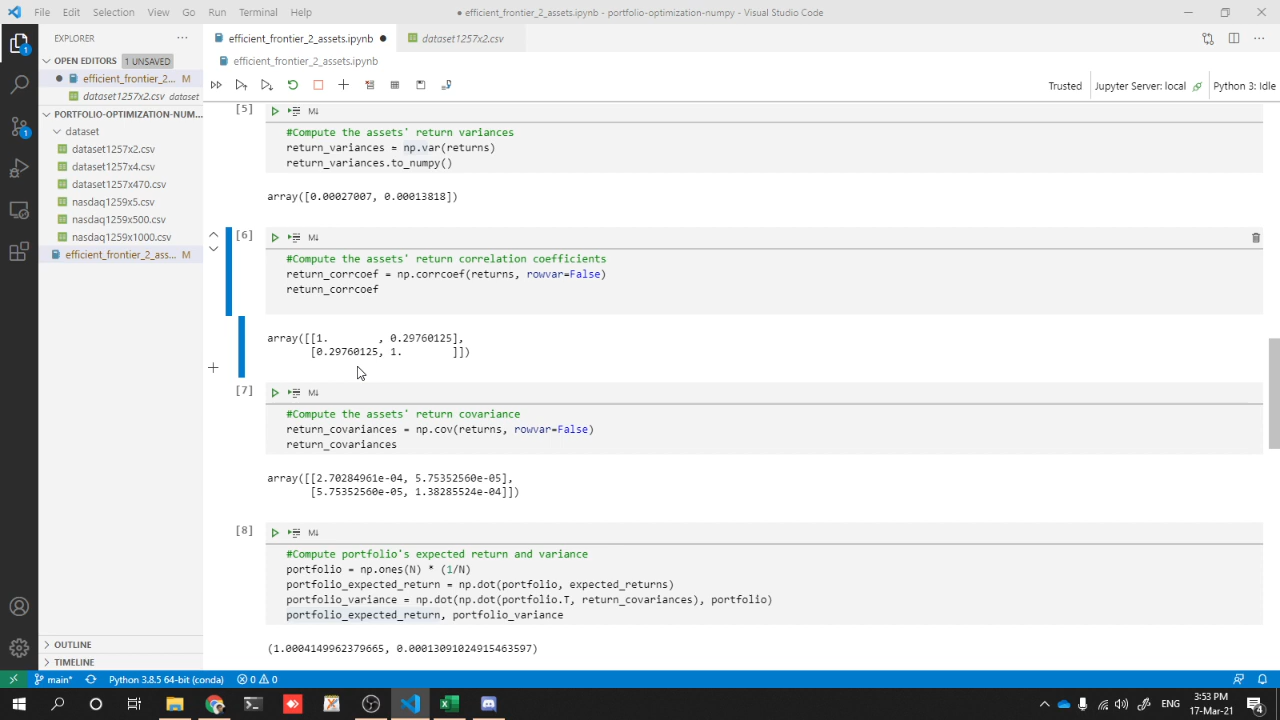 File Edit Selection View Go Run Terminal Help
● efficient_frontier_2_assets.ipynb - portfolio-optimization-numpy - Visual Studio Code
EXPLORER
OPEN EDITORS 1 UNSAVED
efficient_frontier_2... M
dataset1257x2.csv dataset
PORTFOLIO-OPTIMIZATION-NUM...
dataset
dataset1257x2.csv
dataset1257x4.csv
dataset1257x470.csv
nasdaq1259x5.csv
nasdaq1259x500.csv
nasdaq1259x1000.csv
efficient_frontier_2_ass... M
OUTLINE
TIMELINE
efficient_frontier_2_assets.ipynb ●
dataset1257x2.csv
efficient_frontier_2_assets.ipynb
Trusted Jupyter Server: local Python 3: Idle
[5]
M↓
#Compute the assets' return variances
return_variances = np.var(returns)
return_variances.to_numpy()
array([0.00027007, 0.00013818])
[6]
M↓
#Compute the assets' return correlation coefficients
return_corrcoef = np.corrcoef(returns, rowvar=False)
return_corrcoef
array([[1.        , 0.29760125],
       [0.29760125, 1.        ]])
[7]
M↓
#Compute the assets' return covariance
return_covariances = np.cov(returns, rowvar=False)
return_covariances
array([[2.70284961e-04, 5.75352560e-05],
       [5.75352560e-05, 1.38285524e-04]])
[8]
M↓
#Compute portfolio's expected return and variance
portfolio = np.ones(N) * (1/N)
portfolio_expected_return = np.dot(portfolio, expected_returns)
portfolio_variance = np.dot(np.dot(portfolio.T, return_covariances), portfolio)
portfolio_expected_return, portfolio_variance
(1.0004149962379665, 0.00013091024915463597)
main* Python 3.8.5 64-bit (conda) 0 0
ENG
3:53 PM
17-Mar-21